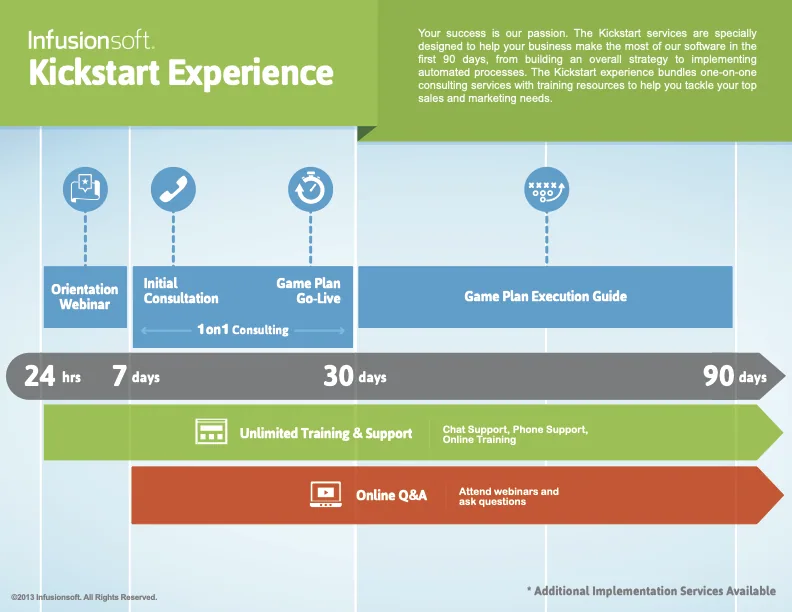 Infusionsoft.
Kickstart Experience
Your success is our passion. The Kickstart services are specially
designed to help your business make the most of our software in the
first 90 days, from building an overall strategy to implementing
automated processes. The Kickstart experience bundles one-on-one
consulting services with training resources to help you tackle your top
sales and marketing needs.
Orientation
Webinar
Initial
Consultation
Game Plan
Go-Live
1on1 Consulting
Game Plan Execution Guide
24 hrs
7 days
30 days
90 days
Unlimited Training & Support
Chat Support, Phone Support,
Online Training
Online Q&A
Attend webinars and
ask questions
©2013 Infusionsoft. All Rights Reserved.
* Additional Implementation Services Available